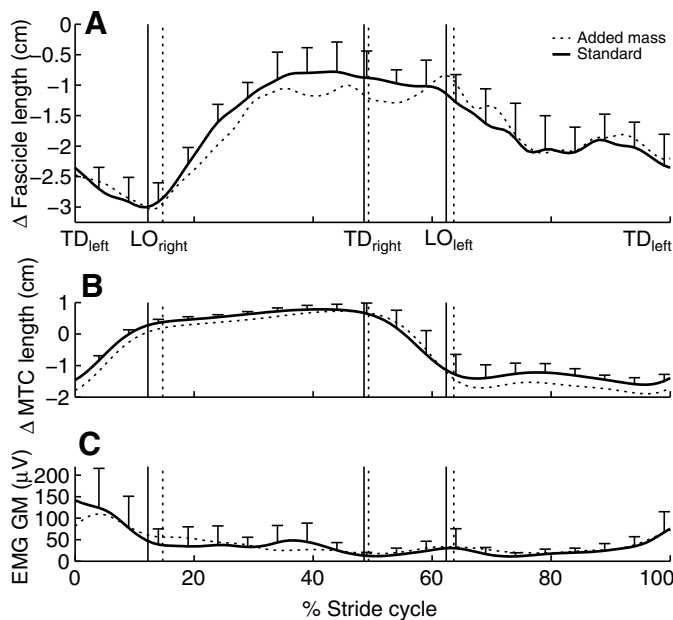 A
Δ Fascicle length (cm)
0
−0.5
−1
−1.5
−2
−2.5
−3
Added mass
Standard
TDleft
LOright
TDright
LOleft
TDleft
B
Δ MTC length (cm)
1
0
−1
−2
C
EMG GM (μV)
200
150
100
50
0
0
20
40
60
80
100
% Stride cycle